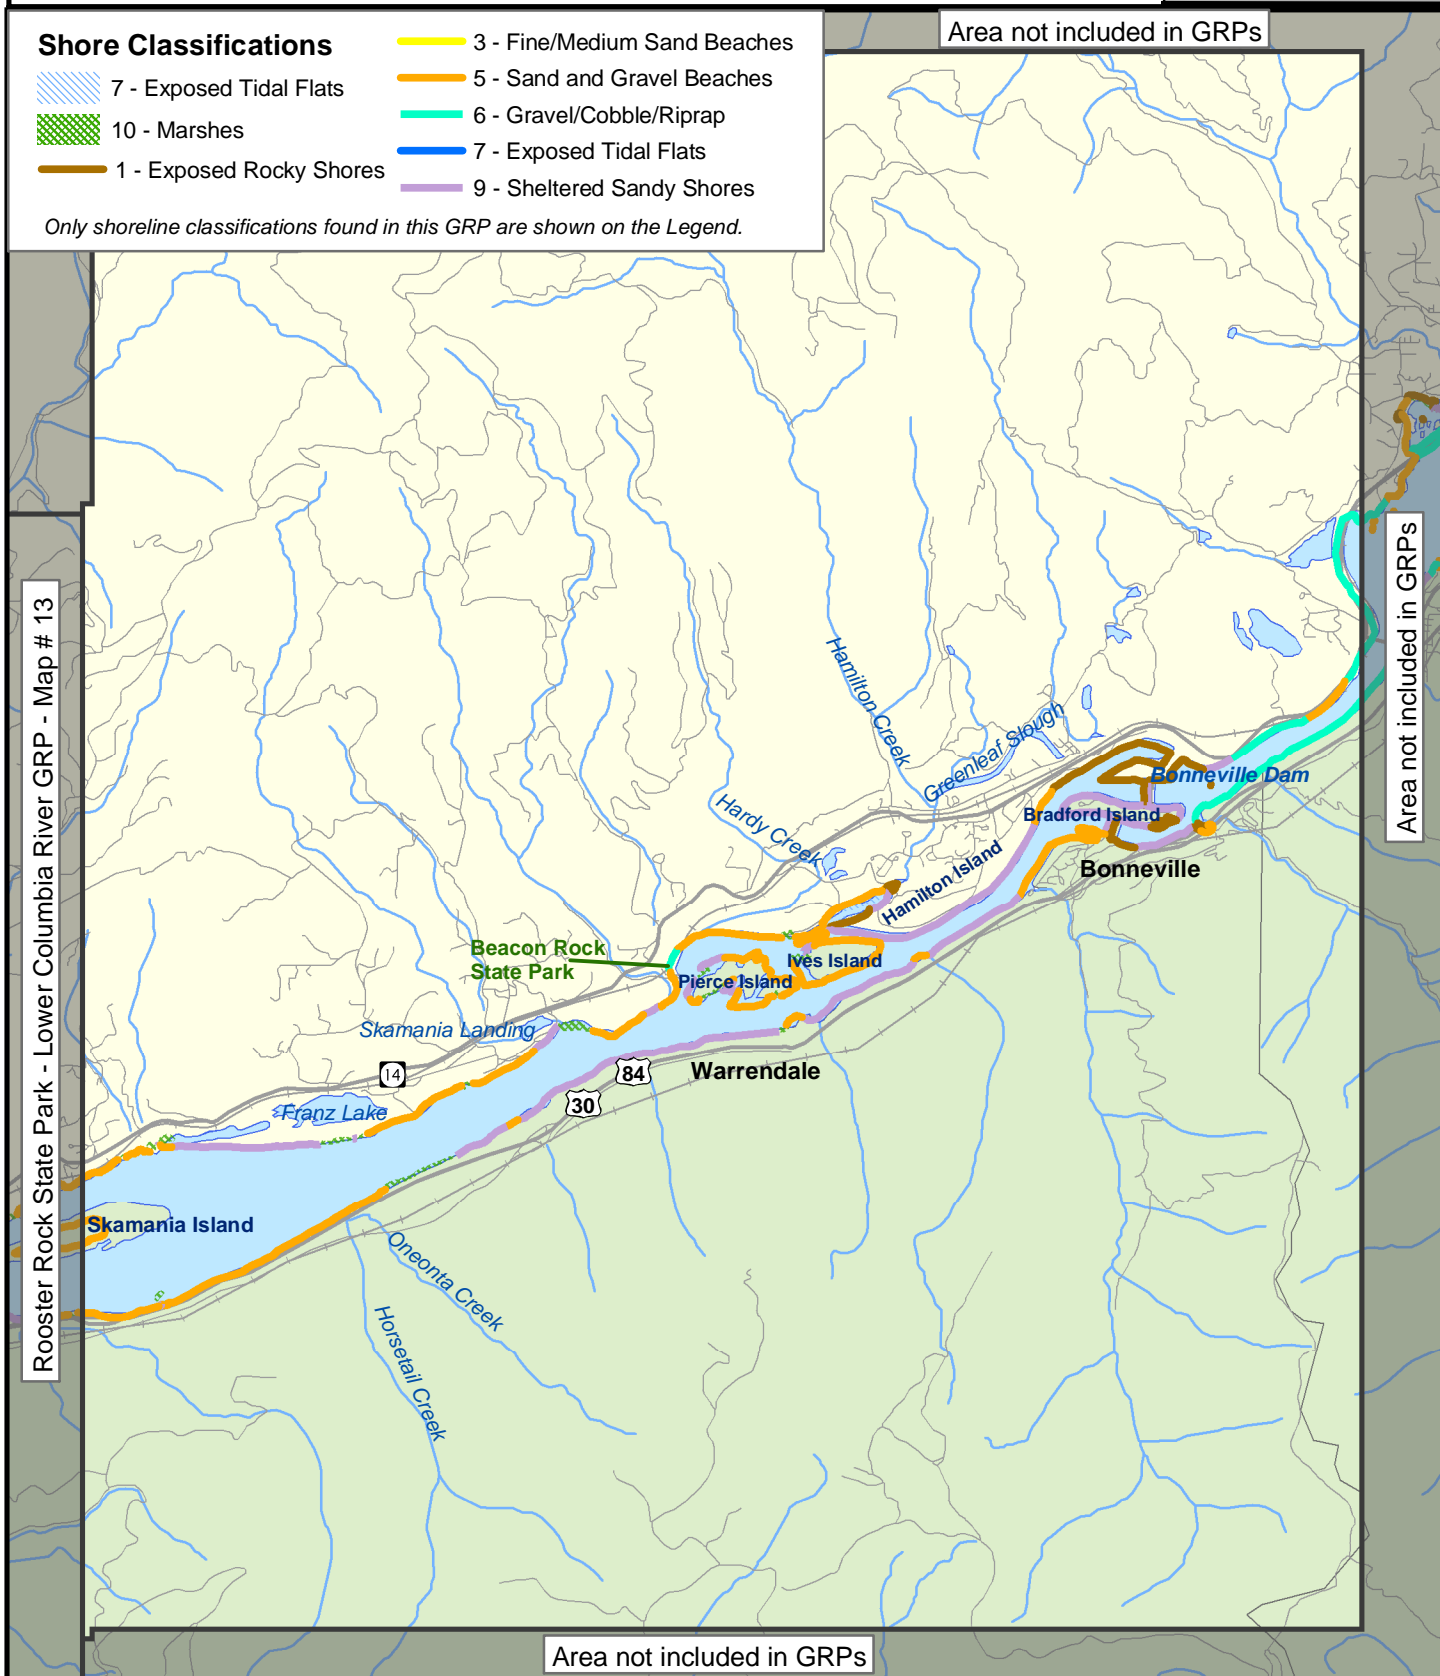 Area not included in GRPs
Shore Classifications
7 - Exposed Tidal Flats
10 - Marshes
1 - Exposed Rocky Shores
3 - Fine/Medium Sand Beaches
5 - Sand and Gravel Beaches
6 - Gravel/Cobble/Riprap
7 - Exposed Tidal Flats
9 - Sheltered Sandy Shores
Only shoreline classifications found in this GRP are shown on the Legend.
Rooster Rock State Park - Lower Columbia River GRP - Map # 13
Area not included in GRPs
Hamilton Creek
Greenleaf Slough
Bonneville Dam
Hardy Creek
Bradford Island
Bonneville
Hamilton Island
Beacon Rock
State Park
Ives Island
Pierce Island
Skamania Landing
14
84
Warrendale
30
Franz Lake
Skamania Island
Oneonta Creek
Horsetail Creek
Area not included in GRPs